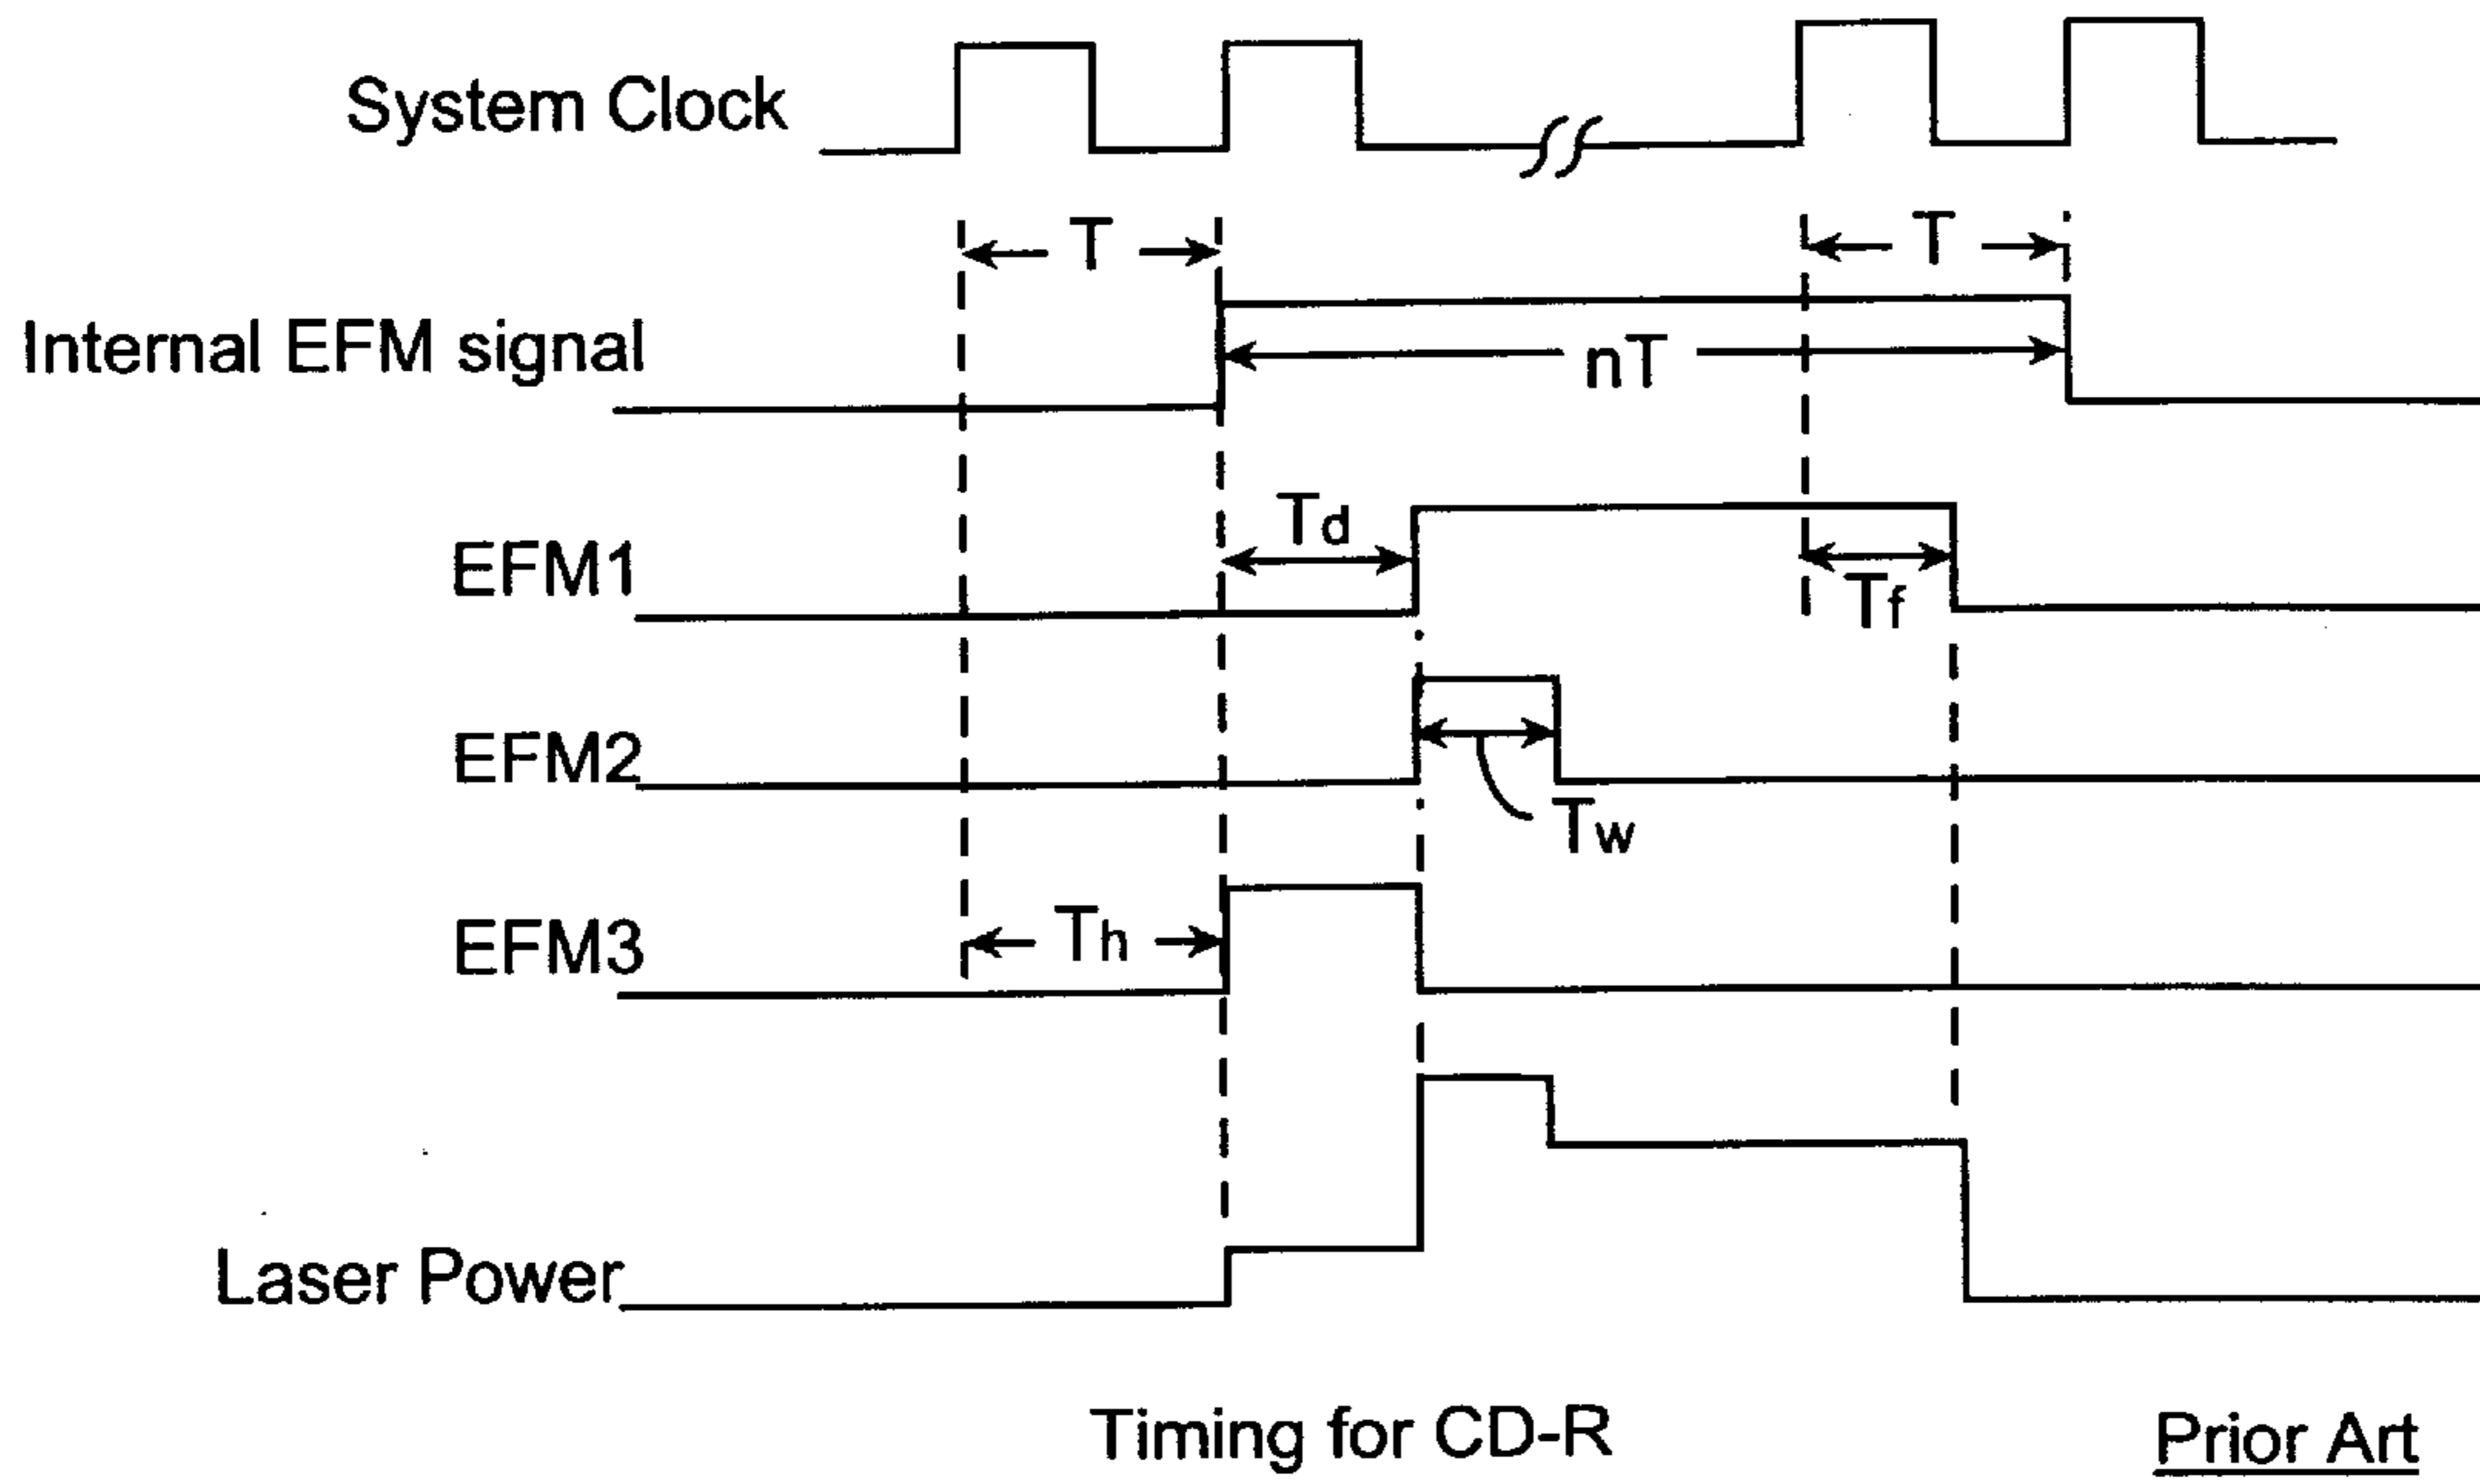 System Clock
T
T
Internal EFM signal
nT
EFM1
Td
Tf
EFM2
Tw
EFM3
Th
Laser Power
Timing for CD-R
Prior Art